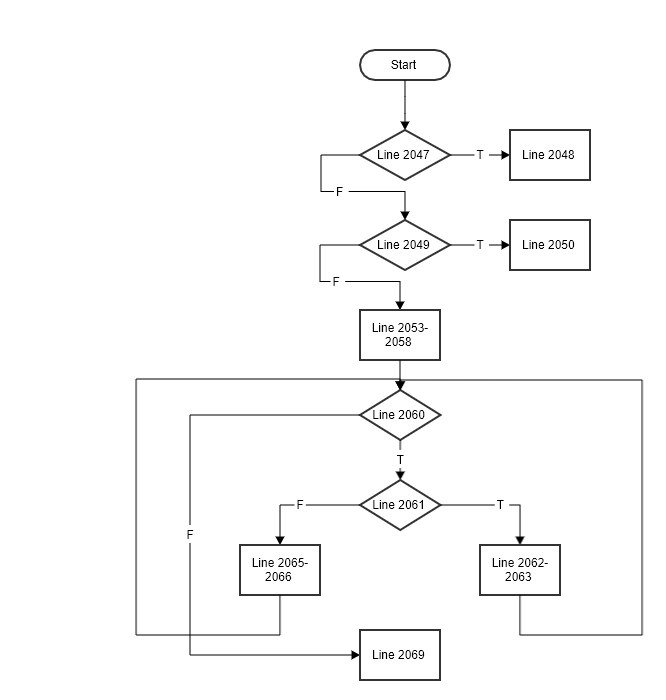 Start
Line 2047
T
Line 2048
F
Line 2049
T
Line 2050
F
Line 2053-
2058
Line 2060
T
F
Line 2061
T
F
Line 2065-
2066
Line 2062-
2063
Line 2069